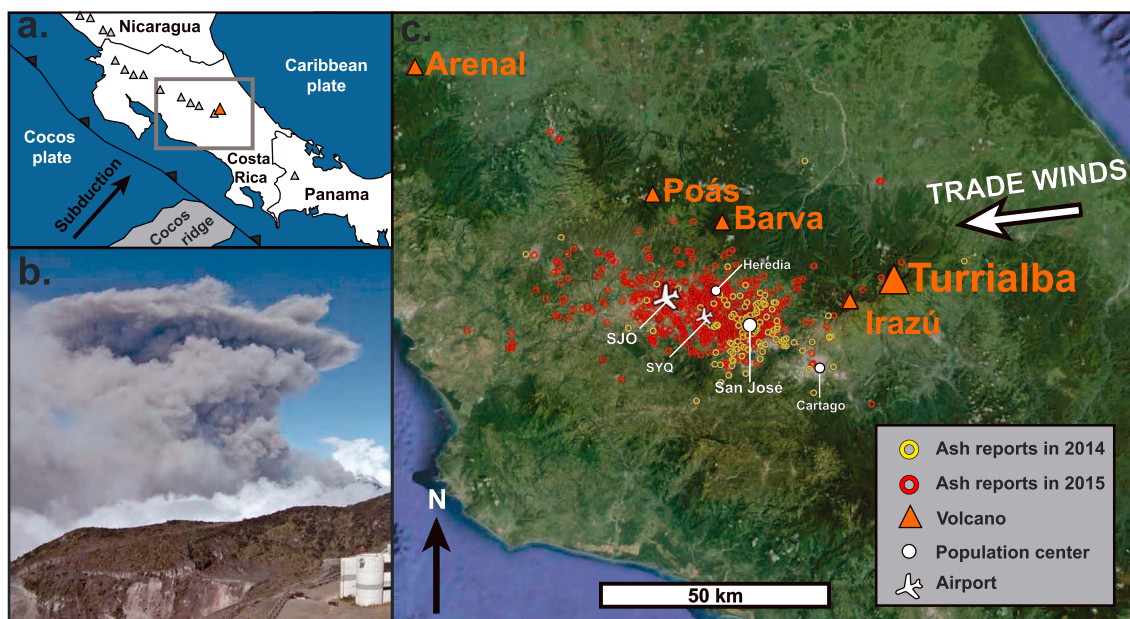 a.
Nicaragua
Caribbean
plate
Cocos
plate
Subduction
Cocos
ridge
Costa
Rica
Panama
b.
c.
Arenal
Poás
Barva
TRADE WINDS
Turrialba
Irazú
Heredia
SJO
SYQ
San José
Cartago
N
50 km
Ash reports in 2014
Ash reports in 2015
Volcano
Population center
Airport